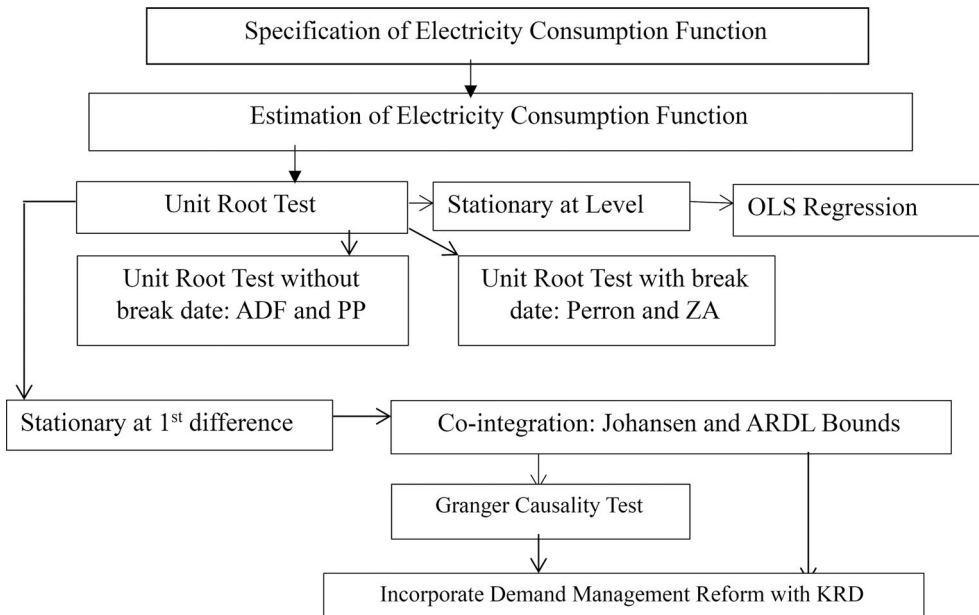 Specification of Electricity Consumption Function
Estimation of Electricity Consumption Function
Unit Root Test
Stationary at Level
OLS Regression
Unit Root Test without
break date: ADF and PP
Unit Root Test with break
date: Perron and ZA
Stationary at 1st difference
Co-integration: Johansen and ARDL Bounds
Granger Causality Test
Incorporate Demand Management Reform with KRD